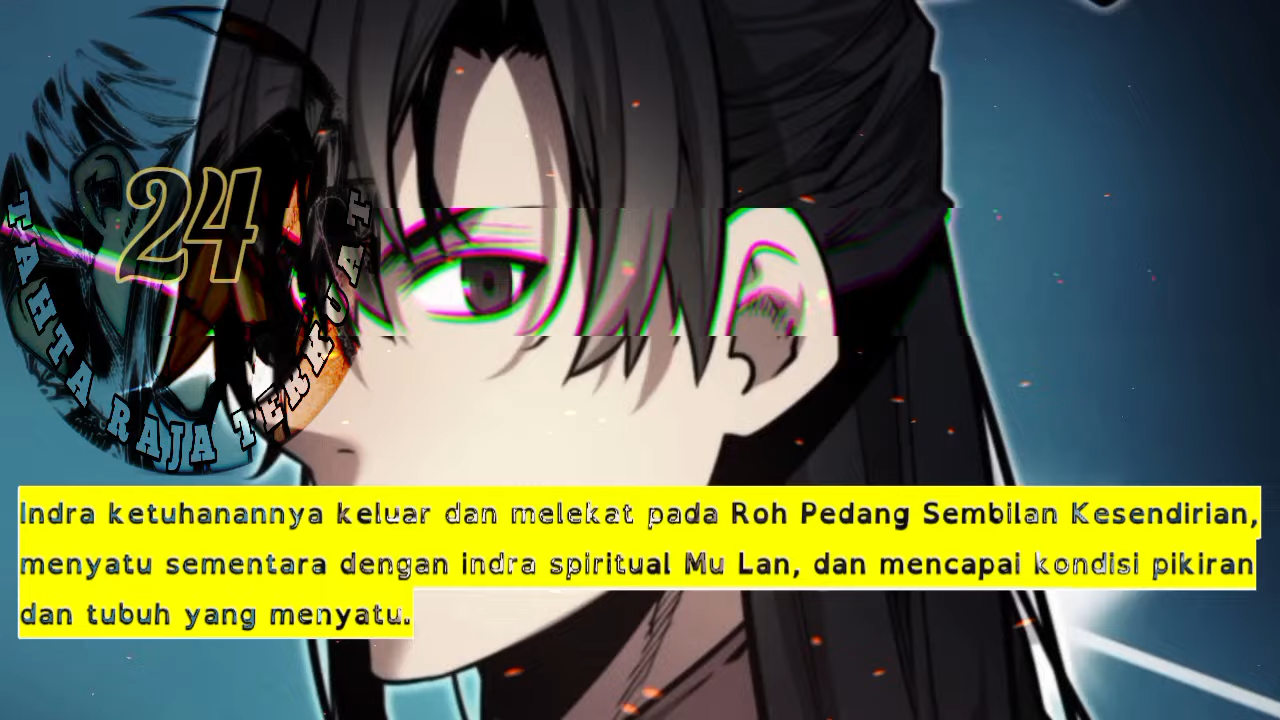 24
TAHTA RAJA TERKUAT
Indra ketuhanannya keluar dan melekat pada Roh Pedang Sembilan Kesendirian,
menyatu sementara dengan indra spiritual Mu Lan, dan mencapai kondisi pikiran
dan tubuh yang menyatu.